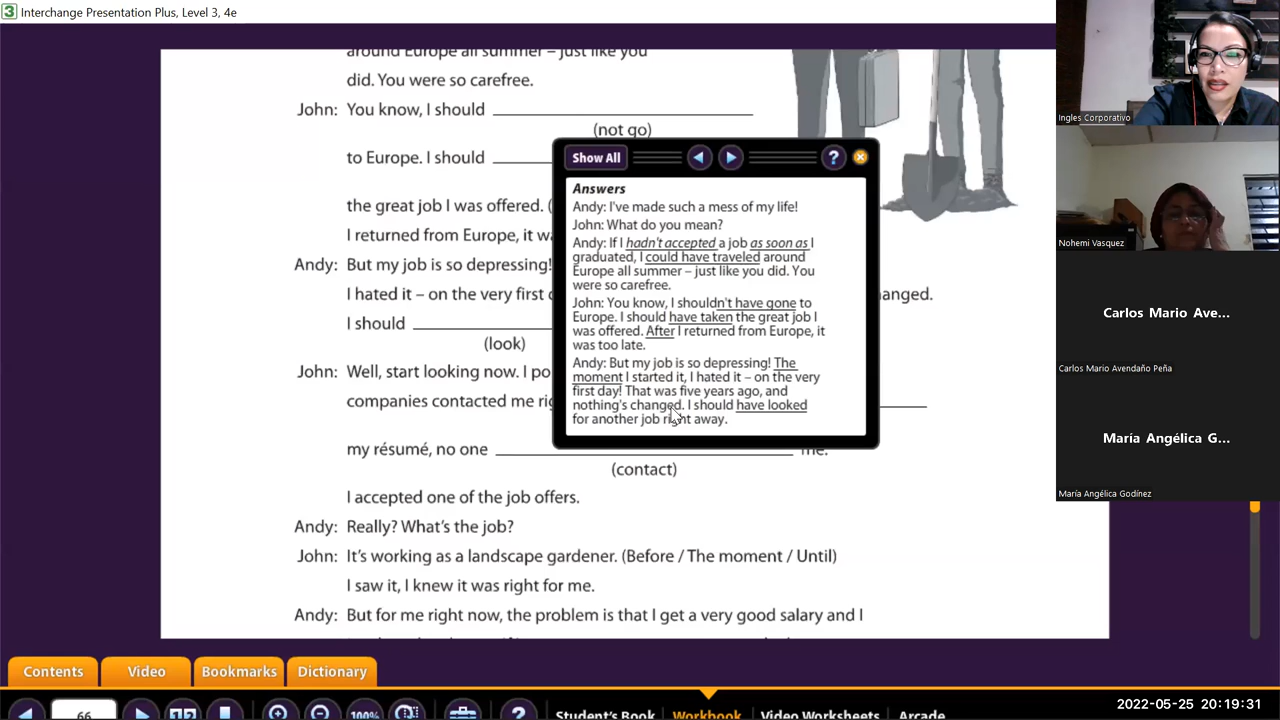 3 Interchange Presentation Plus, Level 3, 4e
around Europe all summer – just like you
did. You were so carefree.
John: You know, I should
(not go)
to Europe. I should
the great job I was offered. (
I returned from Europe, it wa
Andy: But my job is so depressing!
I hated it – on the very first d
anged.
I should
(look)
John: Well, start looking now. I po
companies contacted me rig
my résumé, no one me.
(contact)
I accepted one of the job offers.
Andy: Really? What's the job?
John: It's working as a landscape gardener. (Before / The moment / Until)
I saw it, I knew it was right for me.
Andy: But for me right now, the problem is that I get a very good salary and I
Show All
?
Answers
Andy: I've made such a mess of my life!
John: What do you mean?
Andy: If I hadn't accepted a job as soon as I
graduated, I could have traveled around
Europe all summer – just like you did. You
were so carefree.
John: You know, I shouldn't have gone to
Europe. I should have taken the great job I
was offered. After I returned from Europe, it
was too late.
Andy: But my job is so depressing! The
moment I started it, I hated it – on the very
first day! That was five years ago, and
nothing's changed. I should have looked
for another job right away.
Ingles Corporativo
Nohemi Vasquez
Carlos Mario Ave...
Carlos Mario Avendaño Peña
María Angélica G...
María Angélica Godínez
Contents Video Bookmarks Dictionary
66
100%
?
Student's Book Workbook Video Worksheets Arcade
2022-05-25 20:19:31